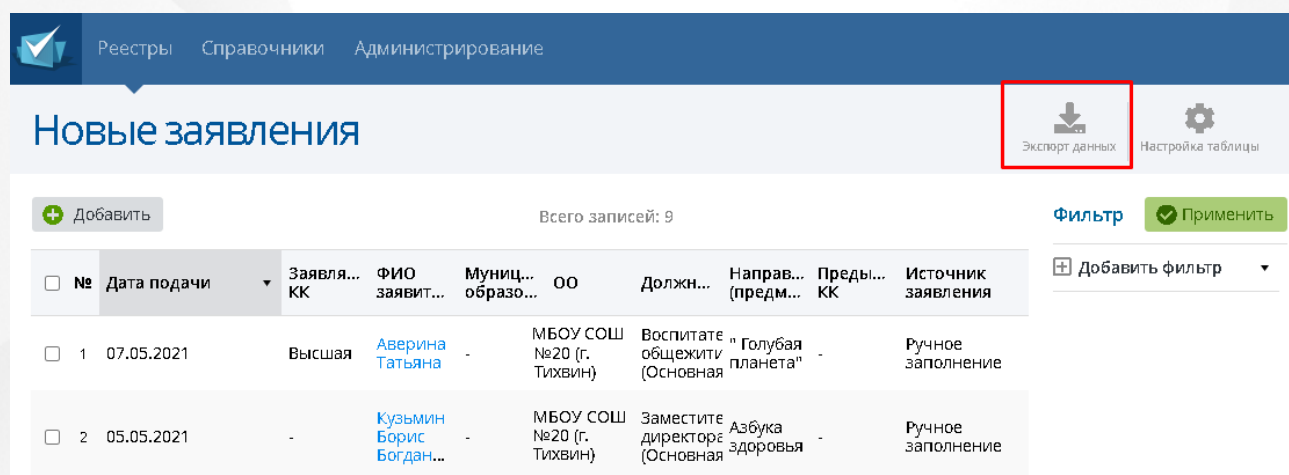 Реестры Справочники Администрирование
Новые заявления
Экспорт данных Настройка таблицы
Добавить
Всего записей: 9
Фильтр Применить
Добавить фильтр
№ Дата подачи Заявля... КК ФИО заявит... Муниц... образо... ОО Должн... Направ... (предм... Преды... КК Источник заявления
1 07.05.2021 Высшая Аверина Татьяна - МБОУ СОШ №20 (г. Тихвин) Воспитате общежити (Основная " Голубая планета" - Ручное заполнение
2 05.05.2021 - Кузьмин Борис Богдан... - МБОУ СОШ №20 (г. Тихвин) Заместите директора (Основная Азбука здоровья - Ручное заполнение